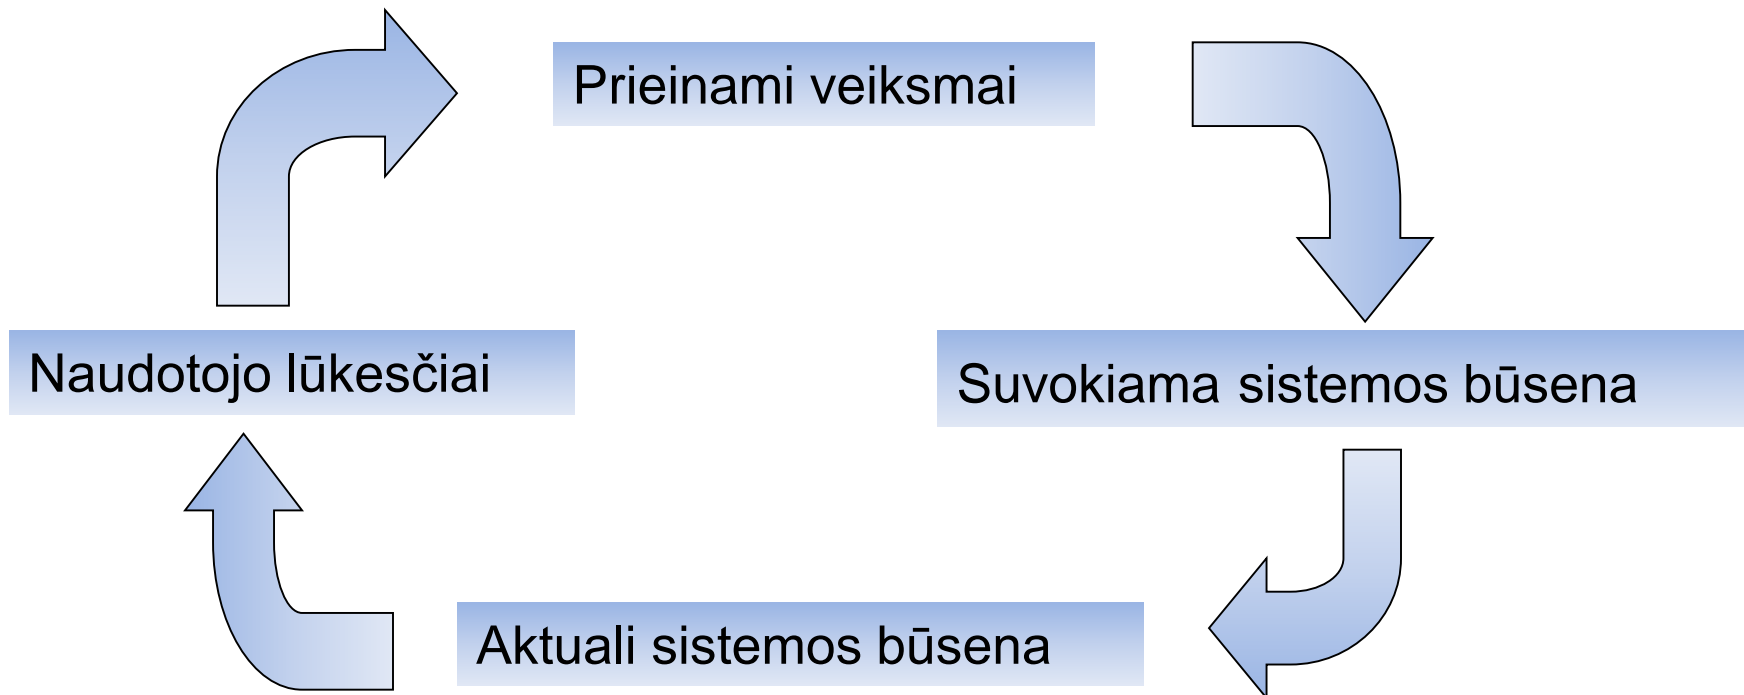 Prieinami veiksmai
Naudotojo lūkesčiai
Suvokiama sistemos būsena
Aktuali sistemos būsena